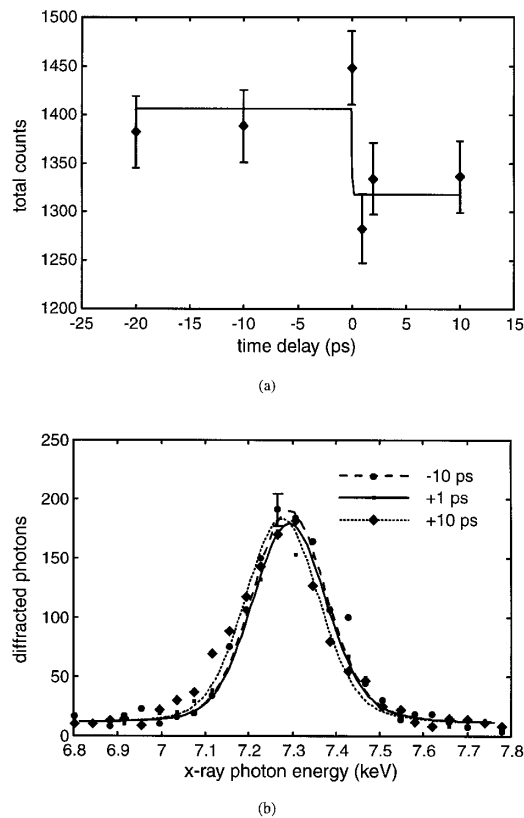 1500
1450
1400
1350
1300
1250
1200
total counts
-25 -20 -15 -10 -5 0 5 10 15
time delay (ps)
(a)
250
200
150
100
50
0
diffracted photons
-10 ps
+1 ps
+10 ps
6.8 6.9 7 7.1 7.2 7.3 7.4 7.5 7.6 7.7 7.8
x-ray photon energy (keV)
(b)